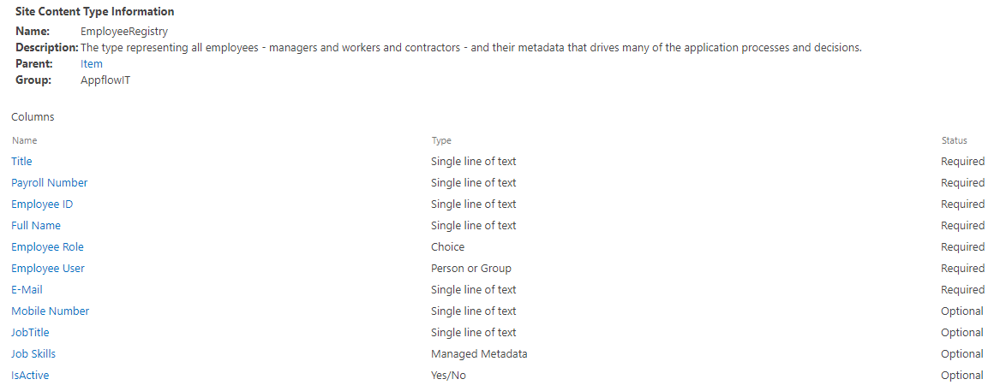 Site Content Type Information
Name: EmployeeRegistry
Description: The type representing all employees - managers and workers and contractors - and their metadata that drives many of the application processes and decisions.
Parent: Item
Group: AppflowIT
Columns
Name Type Status
Title Single line of text Required
Payroll Number Single line of text Required
Employee ID Single line of text Required
Full Name Single line of text Required
Employee Role Choice Required
Employee User Person or Group Required
E-Mail Single line of text Required
Mobile Number Single line of text Optional
JobTitle Single line of text Optional
Job Skills Managed Metadata Optional
IsActive Yes/No Optional